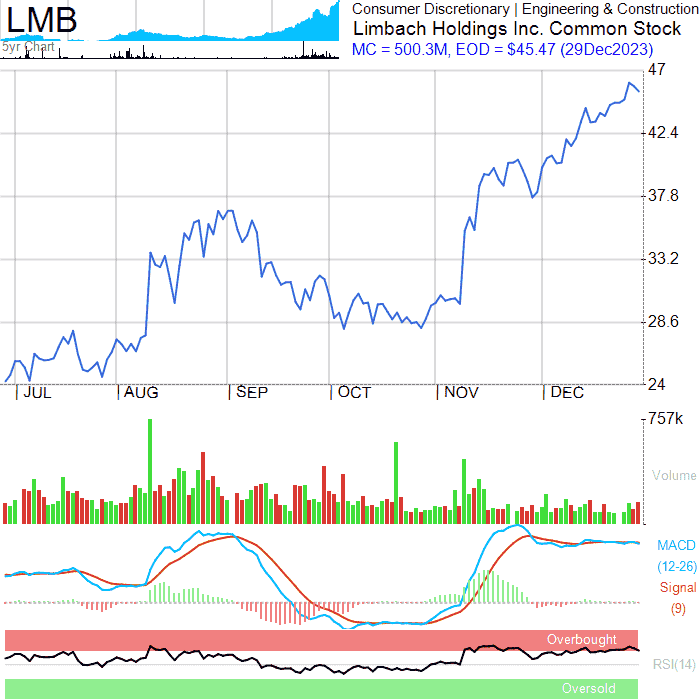 LMB
5yr Chart
Consumer Discretionary | Engineering & Construction
Limbach Holdings Inc. Common Stock
MC = 500.3M, EOD = $45.47 (29Dec2023)
47
42.4
37.8
33.2
28.6
24
| JUL | AUG | SEP | OCT | NOV | DEC
757k
Volume
MACD
(12-26)
Signal
(9)
Overbought
RSI(14)
Oversold